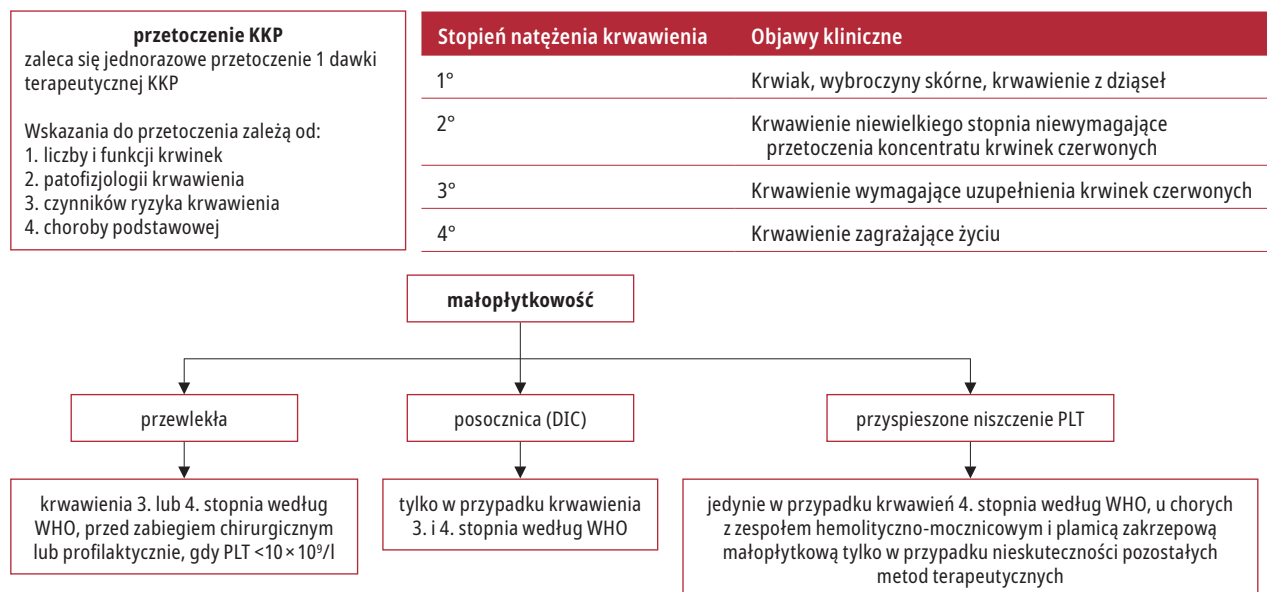 przetoczenie KKP
zaleca się jednorazowe przetoczenie 1 dawki
terapeutycznej KKP
Wskazania do przetoczenia zależą od:
1. liczby i funkcji krwinek
2. patofizjologii krwawienia
3. czynników ryzyka krwawienia
4. choroby podstawowej
Stopień natężenia krwawienia Objawy kliniczne
1° Krwiak, wybroczyny skórne, krwawienie z dziąseł
2° Krwawienie niewielkiego stopnia niewymagające
przetoczenia koncentratu krwinek czerwonych
3° Krwawienie wymagające uzupełnienia krwinek czerwonych
4° Krwawienie zagrażające życiu
małopłytkowość
przewlekła
posocznica (DIC)
przyspieszone niszczenie PLT
krwawienia 3. lub 4. stopnia według
WHO, przed zabiegiem chirurgicznym
lub profilaktycznie, gdy PLT <10 × 10⁹/l
tylko w przypadku krwawienia
3. i 4. stopnia według WHO
jedynie w przypadku krwawień 4. stopnia według WHO, u chorych
z zespołem hemolityczno-mocznicowym i plamicą zakrzepową
małopłytkową tylko w przypadku nieskuteczności pozostałych
metod terapeutycznych